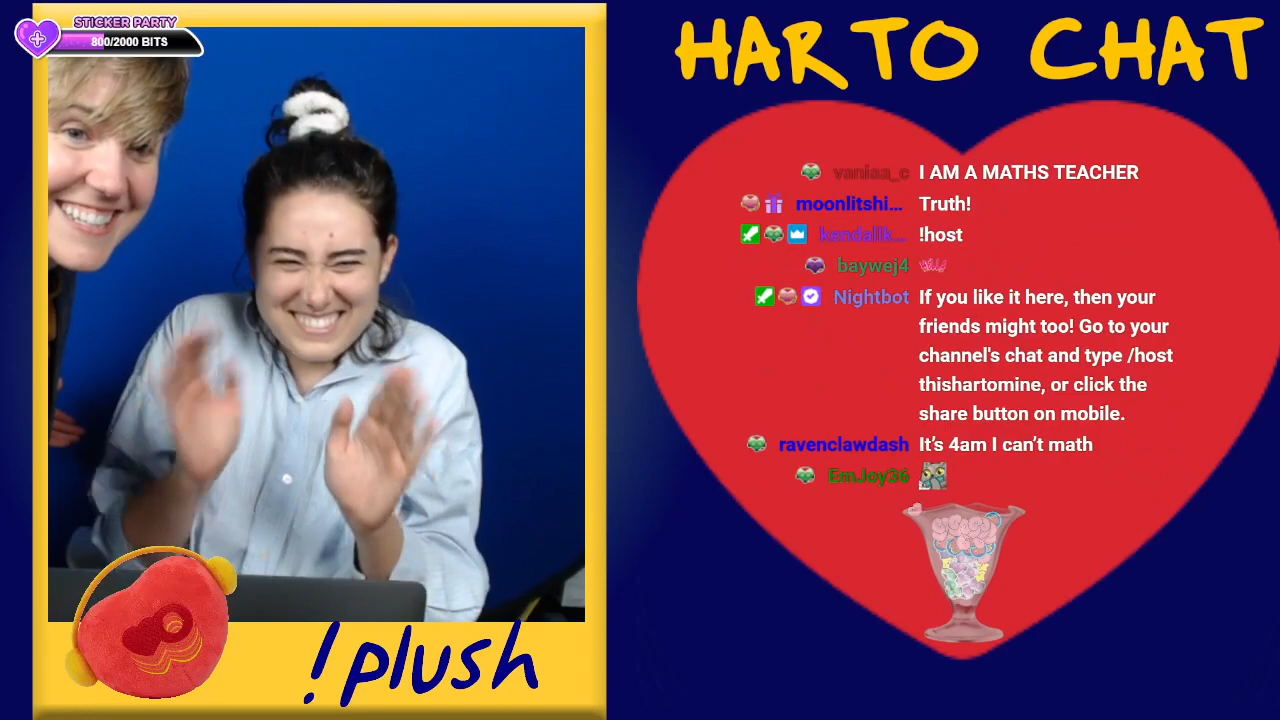 STICKER PARTY
800/2000 BITS
HARTO CHAT
vaniaa_c I AM A MATHS TEACHER
moonlitshi... Truth!
kendallk... !host
baywej4
Nightbot If you like it here, then your
friends might too! Go to your
channel's chat and type /host
thishartomine, or click the
share button on mobile.
ravenclawdash It's 4am I can't math
EmJoy36
!plush